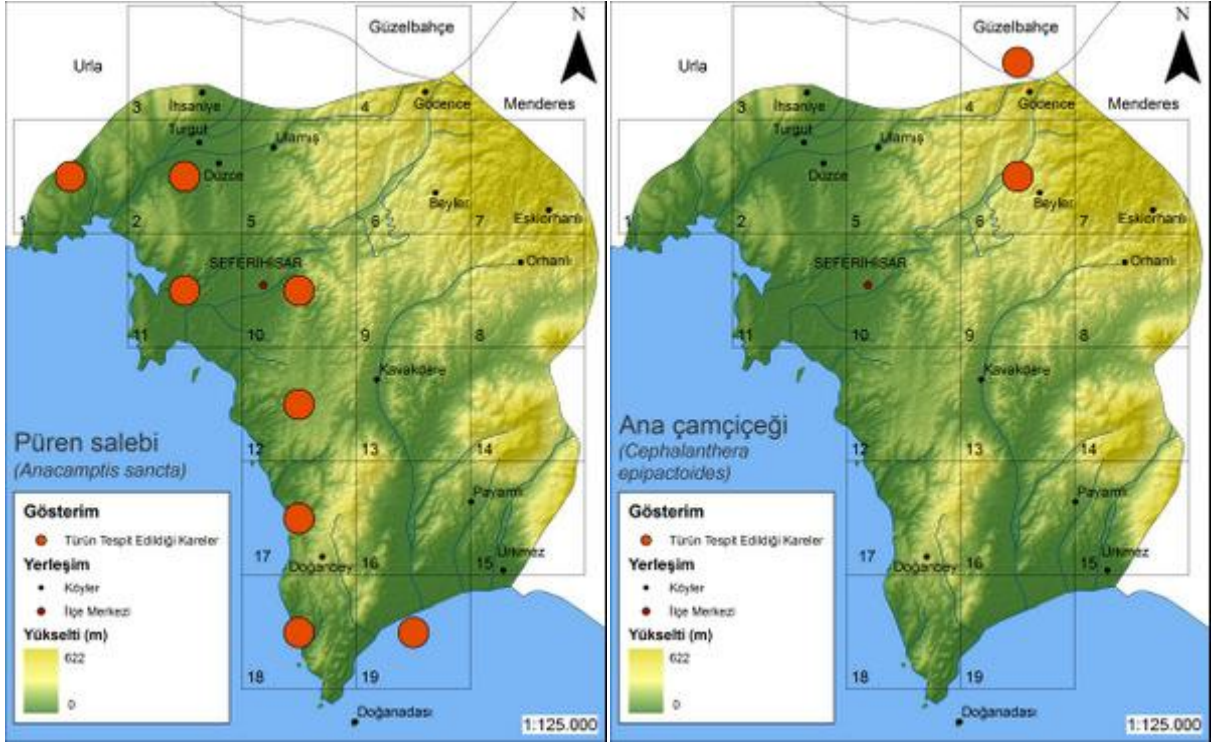 Güzelbahçe
N
Urla
Menderes
3
4
İhsaniye
Gödence
Turgut
Ulamış
Düzce
Beyler
Eskiorhanlı
1
2
5
6
7
SEFERİHİSAR
Orhanlı
11
10
9
8
Kavakdere
Püren salebi
(Anacamptis sancta)
12
13
14
Payamlı
Gösterim
Türün Tespit Edildiği Kareler
Yerleşim
Köyler
İlçe Merkezi
Yükselti (m)
622
0
17
Doğanbey
16
15
Ürkmez
18
19
Doğanadası
1:125.000
Güzelbahçe
N
Urla
Menderes
3
4
İhsaniye
Gödence
Turgut
Ulamış
Düzce
Beyler
Eskiorhanlı
1
2
5
6
7
SEFERİHİSAR
Orhanlı
11
10
9
8
Kavakdere
Ana çamçiçeği
(Cephalanthera
epipactoides)
12
13
14
Payamlı
Gösterim
Türün Tespit Edildiği Kareler
Yerleşim
Köyler
İlçe Merkezi
Yükselti (m)
622
0
17
Doğanbey
16
15
Ürkmez
18
19
Doğanadası
1:125.000